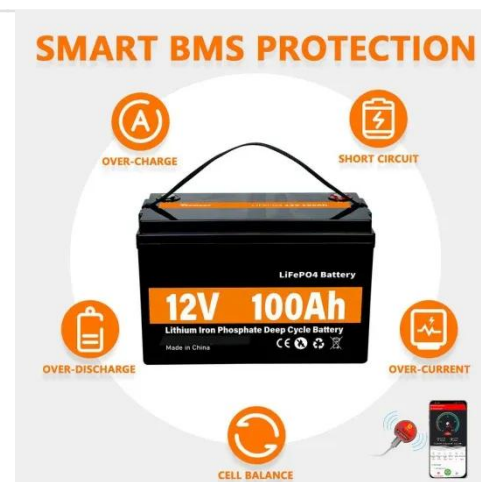 SMART BMS PROTECTION
OVER-CHARGE
SHORT CIRCUIT
LiFePO4 Battery
12V 100Ah
Lithium Iron Phosphate Deep Cycle Battery
Made in China
CE
OVER-DISCHARGE
OVER-CURRENT
CELL BALANCE